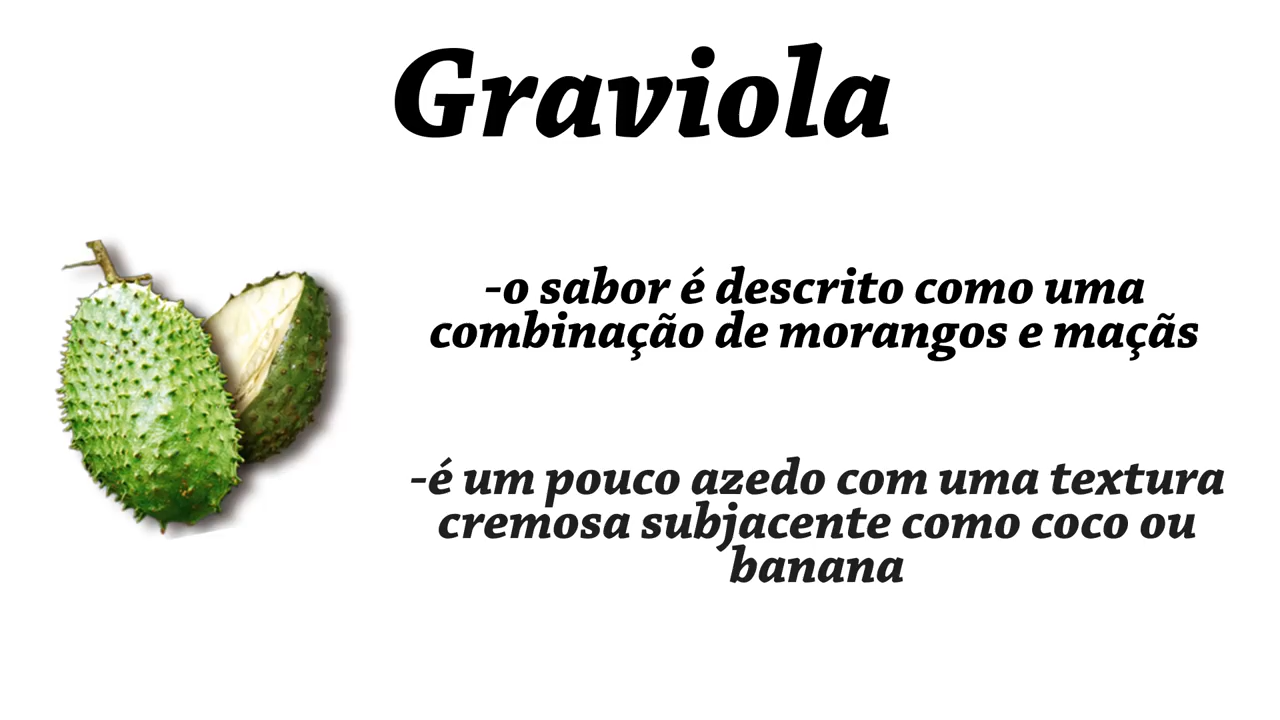 Graviola
-o sabor é descrito como uma
combinação de morangos e maçãs
-é um pouco azedo com uma textura
cremosa subjacente como coco ou
banana